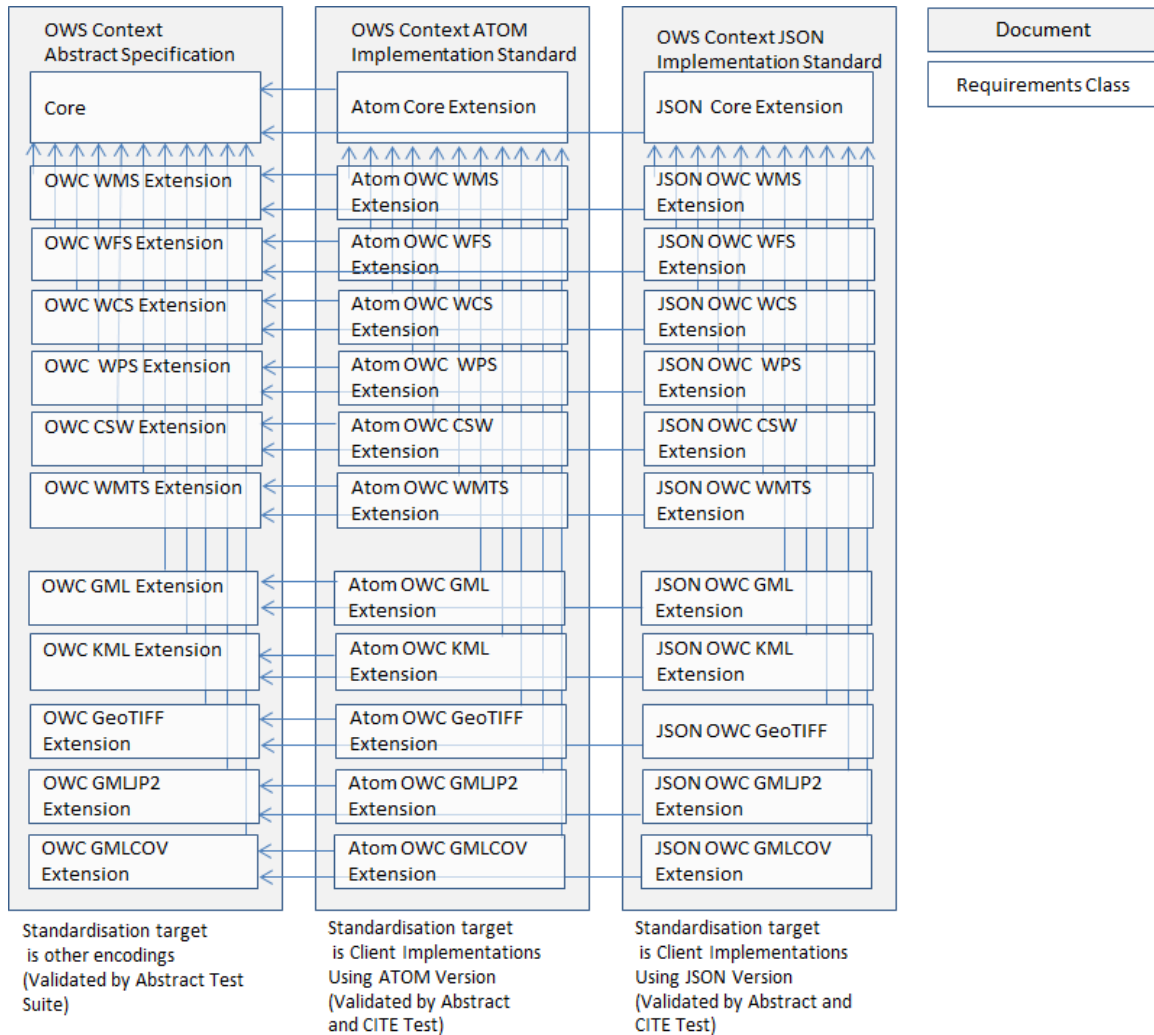 OWS Context
Abstract Specification
Core
OWC WMS Extension
OWC WFS Extension
OWC WCS Extension
OWC WPS Extension
OWC CSW Extension
OWC WMTS Extension
OWC GML Extension
OWC KML Extension
OWC GeoTIFF
Extension
OWC GMLJP2
Extension
OWC GMLCOV
Extension
Standardisation target
is other encodings
(Validated by Abstract Test
Suite)
OWS Context ATOM
Implementation Standard
Atom Core Extension
Atom OWC WMS
Extension
Atom OWC WFS
Extension
Atom OWC WCS
Extension
Atom OWC WPS
Extension
Atom OWC CSW
Extension
Atom OWC WMTS
Extension
Atom OWC GML
Extension
Atom OWC KML
Extension
Atom OWC GeoTIFF
Extension
Atom OWC GMLJP2
Extension
Atom OWC GMLCOV
Extension
Standardisation target
is Client Implementations
Using ATOM Version
(Validated by Abstract
and CITE Test)
OWS Context JSON
Implementation Standard
JSON Core Extension
JSON OWC WMS
Extension
JSON OWC WFS
Extension
JSON OWC WCS
Extension
JSON OWC WPS
Extension
JSON OWC CSW
Extension
JSON OWC WMTS
Extension
JSON OWC GML
Extension
JSON OWC KML
Extension
JSON OWC GeoTIFF
JSON OWC GMLJP2
Extension
JSON OWC GMLCOV
Extension
Standardisation target
is Client Implementations
Using JSON Version
(Validated by Abstract and
CITE Test)
Document
Requirements Class